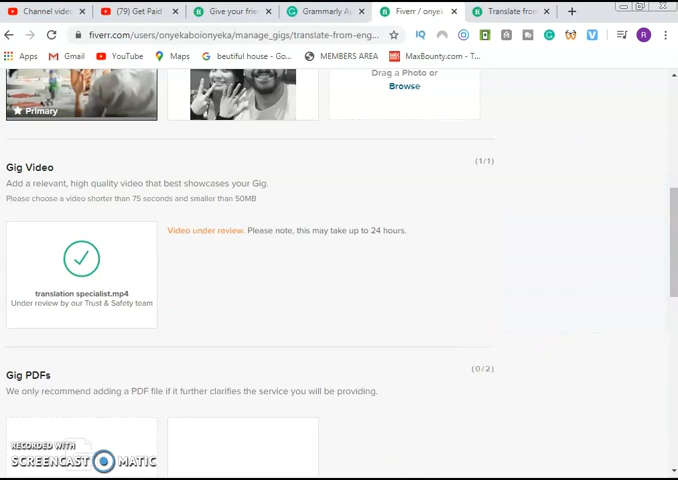 Channel video
(79) Get Paid
Give your frie
Grammarly A
Fiverr / onyek
Translate from
fiverr.com/users/onyekaboionyeka/manage_gigs/translate-from-eng...
Apps
Gmail
YouTube
Maps
beutiful house - Go...
MEMBERS AREA
MaxBounty.com - T...
Drag a Photo or
Browse
Primary
Gig Video
(1/1)
Add a relevant, high quality video that best showcases your Gig.
Please choose a video shorter than 75 seconds and smaller than 50MB
Video under review. Please note, this may take up to 24 hours.
translation specialist.mp4
Under review by our Trust & Safety team
Gig PDFs
(0/2)
We only recommend adding a PDF file if it further clarifies the service you will be providing.
RECORDED WITH
SCREENCAST MATIC